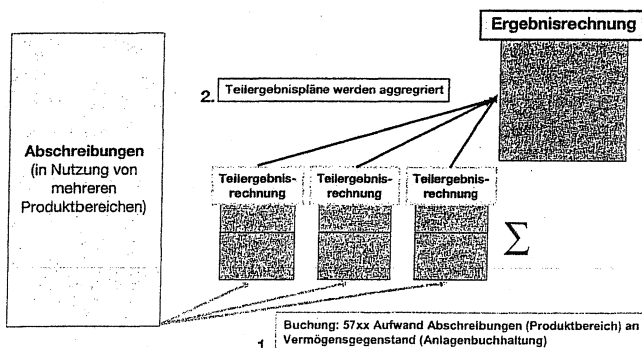 Ergebnisrechnung
2. Teilergebnispläne werden aggregriert
Abschreibungen
(in Nutzung von
mehreren
Produktbereichen)
Teilergebnis-
rechnung
Teilergebnis-
rechnung
Teilergebnis-
rechnung
Σ
1. Buchung: 57xx Aufwand Abschreibungen (Produktbereich) an
Vermögensgegenstand (Anlagenbuchhaltung)